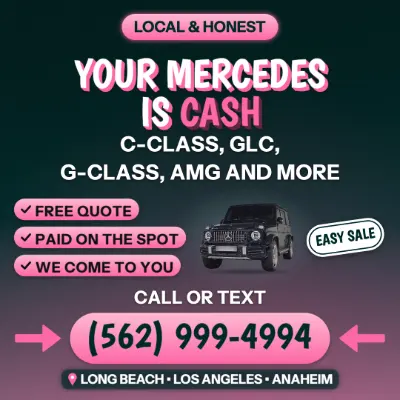 LOCAL & HONEST
YOUR MERCEDES
IS CASH
C-CLASS, GLC,
G-CLASS, AMG AND MORE
FREE QUOTE
PAID ON THE SPOT
WE COME TO YOU
EASY SALE
CALL OR TEXT
(562) 999-4994
LONG BEACH • LOS ANGELES • ANAHEIM